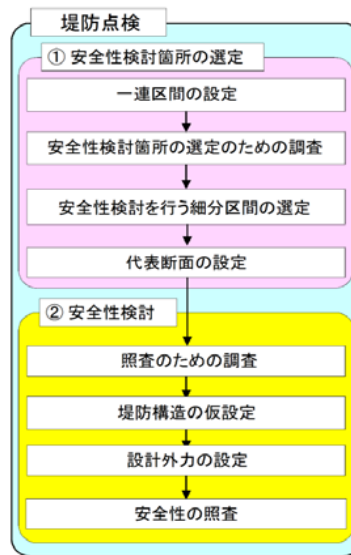 堤防点検
① 安全性検討箇所の選定
一連区間の設定
安全性検討箇所の選定のための調査
安全性検討を行う細分区間の選定
代表断面の設定
② 安全性検討
照査のための調査
堤防構造の仮設定
設計外力の設定
安全性の照査